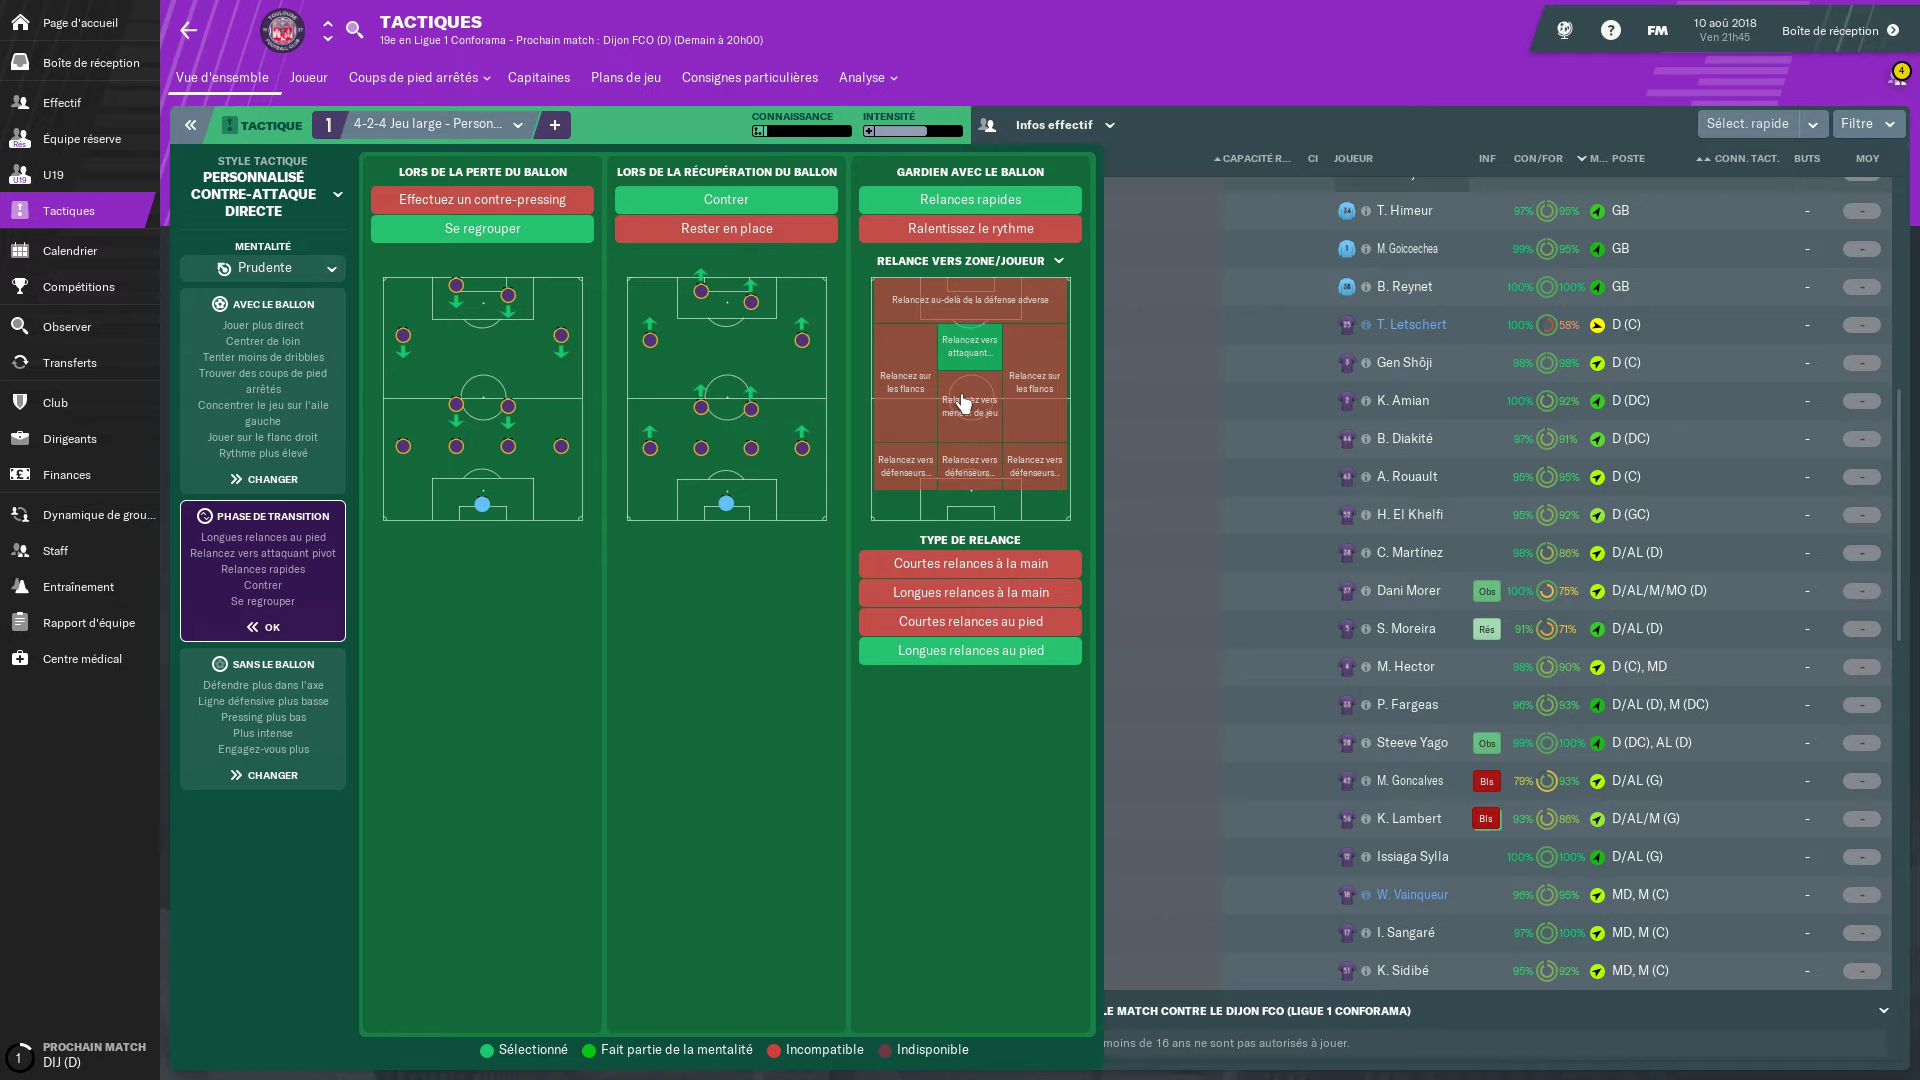 Page d'accueil
Boîte de réception
Effectif
Rés
Équipe réserve
U19
U19
Tactiques
Calendrier
Compétitions
Observer
Transferts
Club
Dirigeants
Finances
Dynamique de grou...
Staff
Entraînement
Rapport d'équipe
Centre médical
1
PROCHAIN MATCH
DIJ (D)
TACTIQUES
19e en Ligue 1 Conforama - Prochain match : Dijon FCO (D) (Demain à 20h00)
FM
10 aoû 2018
Ven 21h45
Boîte de réception
4
Vue d'ensemble Joueur Coups de pied arrêtés Capitaines Plans de jeu Consignes particulières Analyse
TACTIQUE
1 4-2-4 Jeu large - Person... +
CONNAISSANCE
INTENSITÉ
Infos effectif
Sélect. rapide
Filtre
STYLE TACTIQUE
PERSONNALISÉ
CONTRE-ATTAQUE
DIRECTE
MENTALITÉ
Prudente
AVEC LE BALLON
Jouer plus direct
Centrer de loin
Tenter moins de dribbles
Trouver des coups de pied
arrêtés
Concentrer le jeu sur l'aile
gauche
Jouer sur le flanc droit
Rythme plus élevé
CHANGER
PHASE DE TRANSITION
Longues relances au pied
Relancez vers attaquant pivot
Relances rapides
Contrer
Se regrouper
OK
SANS LE BALLON
Défendre plus dans l'axe
Ligne défensive plus basse
Pressing plus bas
Plus intense
Engagez-vous plus
CHANGER
LORS DE LA PERTE DU BALLON
Effectuez un contre-pressing
Se regrouper
LORS DE LA RÉCUPÉRATION DU BALLON
Contrer
Rester en place
GARDIEN AVEC LE BALLON
Relances rapides
Ralentissez le rythme
RELANCE VERS ZONE/JOUEUR
Relancez au-delà de la défense adverse
Relancez vers
attaquant...
Relancez sur
les flancs
Relancez sur
les flancs
vers
de jeu
Relancez vers
défenseurs...
Relancez vers
défenseurs...
Relancez vers
défenseurs...
TYPE DE RELANCE
Courtes relances à la main
Longues relances à la main
Courtes relances au pied
Longues relances au pied
Sélectionné Fait partie de la mentalité Incompatible Indisponible
CAPACITÉ R... CI JOUEUR INF CON/FOR M... POSTE CONN. TACT. BUTS MOY
T. Himeur 97% 95% GB - -
M. Goicoechea 99% 95% GB - -
B. Reynet 100% 100% GB - -
T. Letschert 100% 58% D (C) - -
Gen Shôji 98% 98% D (C) - -
K. Amian 100% 92% D (DC) - -
B. Diakité 97% 91% D (DC) - -
A. Rouault 95% 95% D (C) - -
H. El Khelfi 95% 92% D (GC) - -
C. Martínez 98% 86% D/AL (D) - -
Dani Morer Obs 100% 75% D/AL/M/MO (D) - -
S. Moreira Rés 91% 71% D/AL (D) - -
M. Hector 98% 90% D (C), MD - -
P. Fargeas 96% 93% D/AL (D), M (DC) - -
Steeve Yago Obs 99% 100% D (DC), AL (D) - -
M. Goncalves Bls 79% 93% D/AL (G) - -
K. Lambert Bls 93% 86% D/AL/M (G) - -
Issiaga Sylla 100% 100% D/AL (G) - -
W. Vainqueur 96% 95% MD, M (C) - -
I. Sangaré 97% 100% MD, M (C) - -
K. Sidibé 95% 92% MD, M (C) - -
LE MATCH CONTRE LE DIJON FCO (LIGUE 1 CONFORAMA)
moins de 16 ans ne sont pas autorisés à jouer.